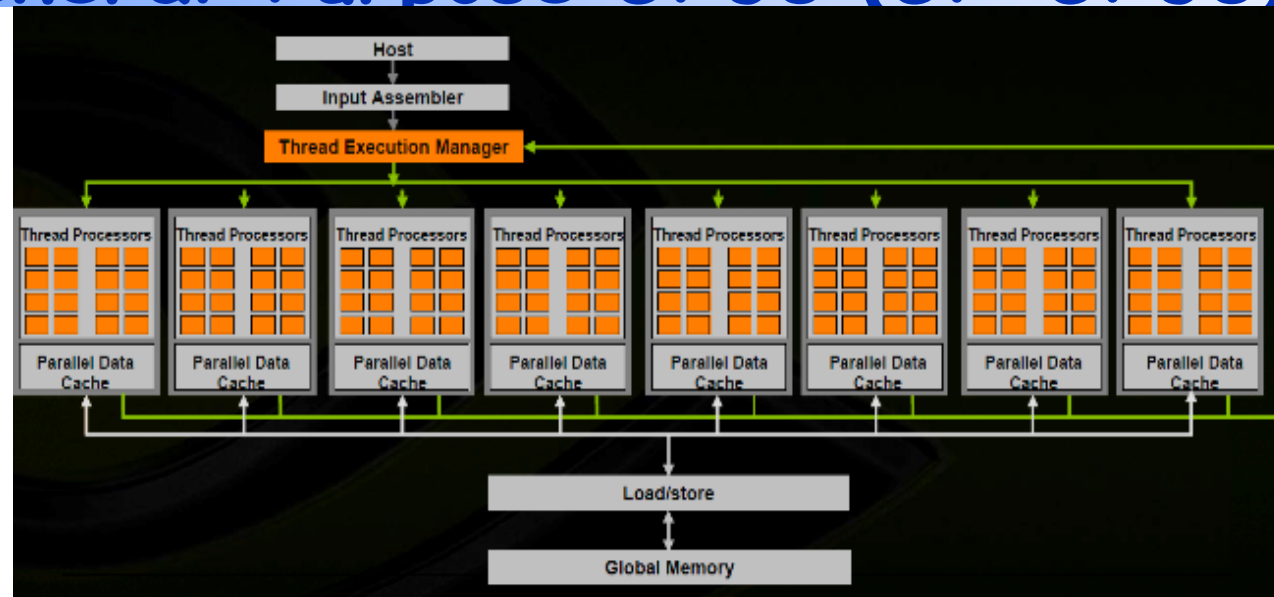 Host
Input Assembler
Thread Execution Manager
Thread Processors Thread Processors Thread Processors Thread Processors Thread Processors Thread Processors Thread Processors Thread Processors
Parallel Data Parallel Data Parallel Data Parallel Data Parallel Data Parallel Data Parallel Data Parallel Data
Cache Cache Cache Cache Cache Cache Cache Cache
Load/store
Global Memory